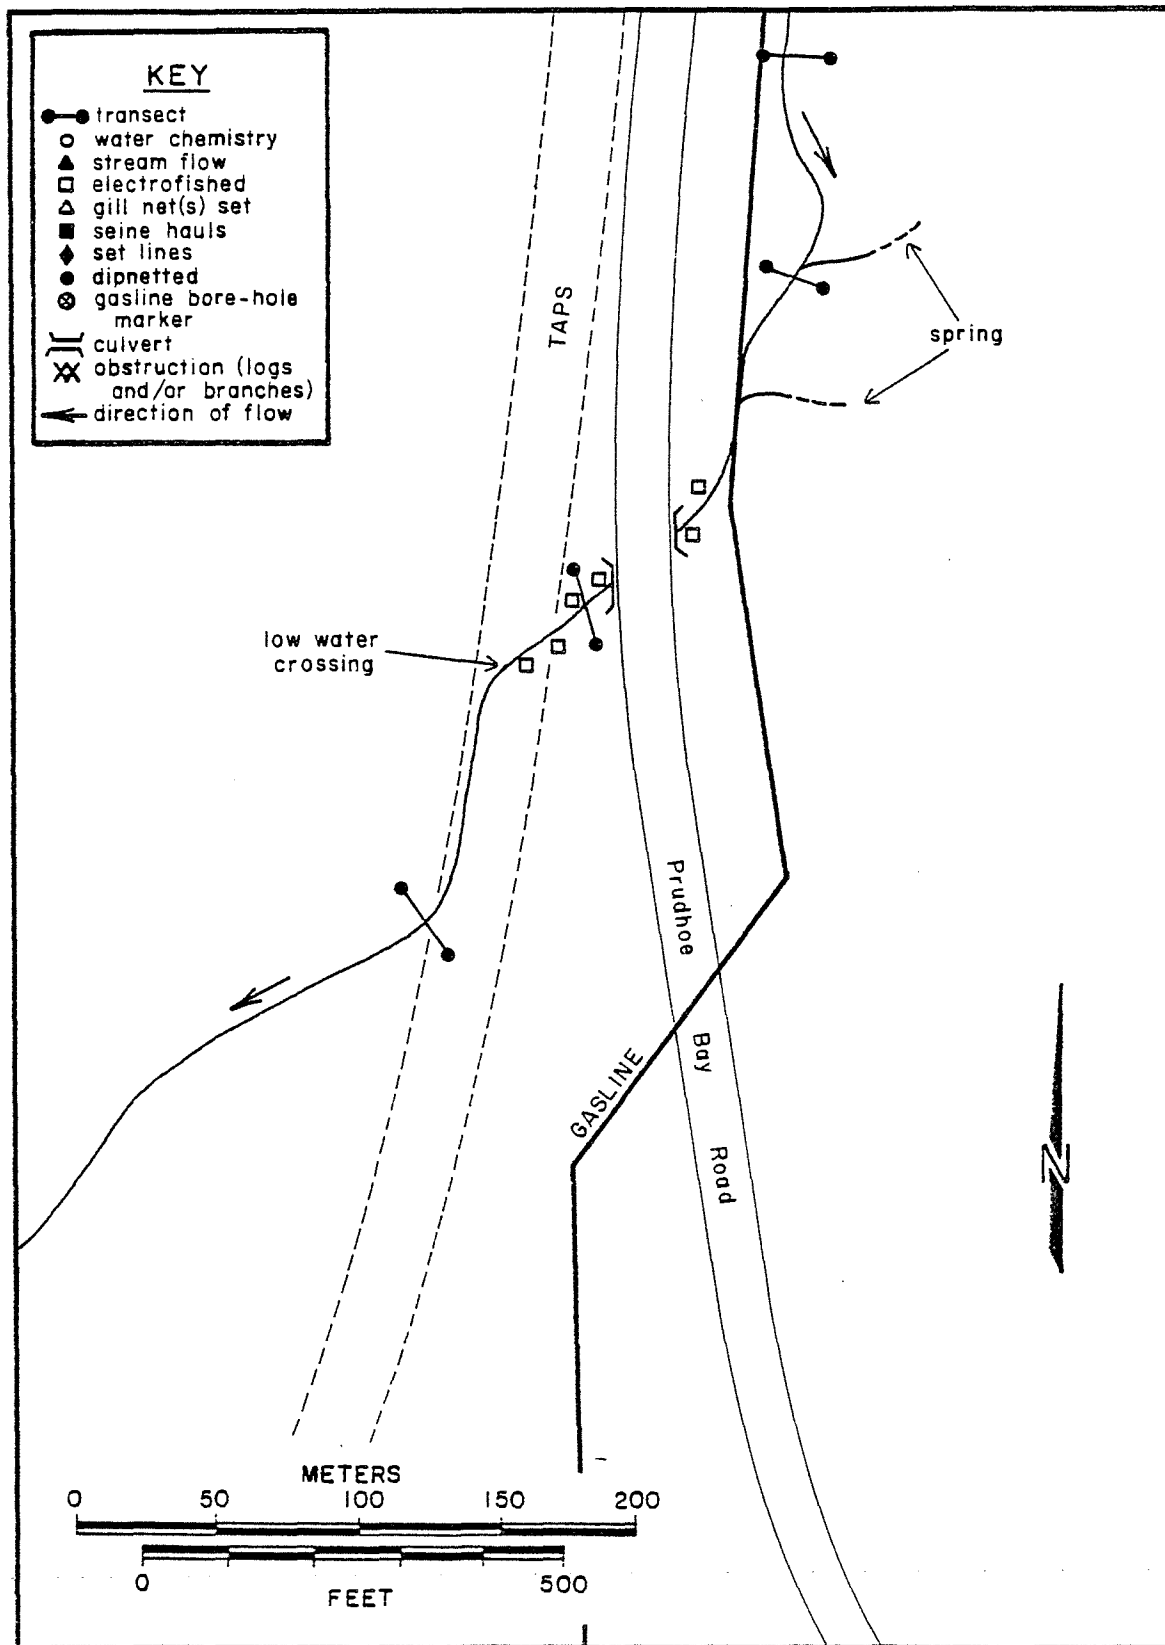 KEY
transect
water chemistry
stream flow
electrofished
gill net(s) set
seine hauls
set lines
dipnetted
gasline bore-hole
marker
culvert
obstruction (logs
and/or branches)
direction of flow
TAPS
spring
low water
crossing
Prudhoe
Bay
Road
GASLINE
N
METERS
0 50 100 150 200
0 500
FEET